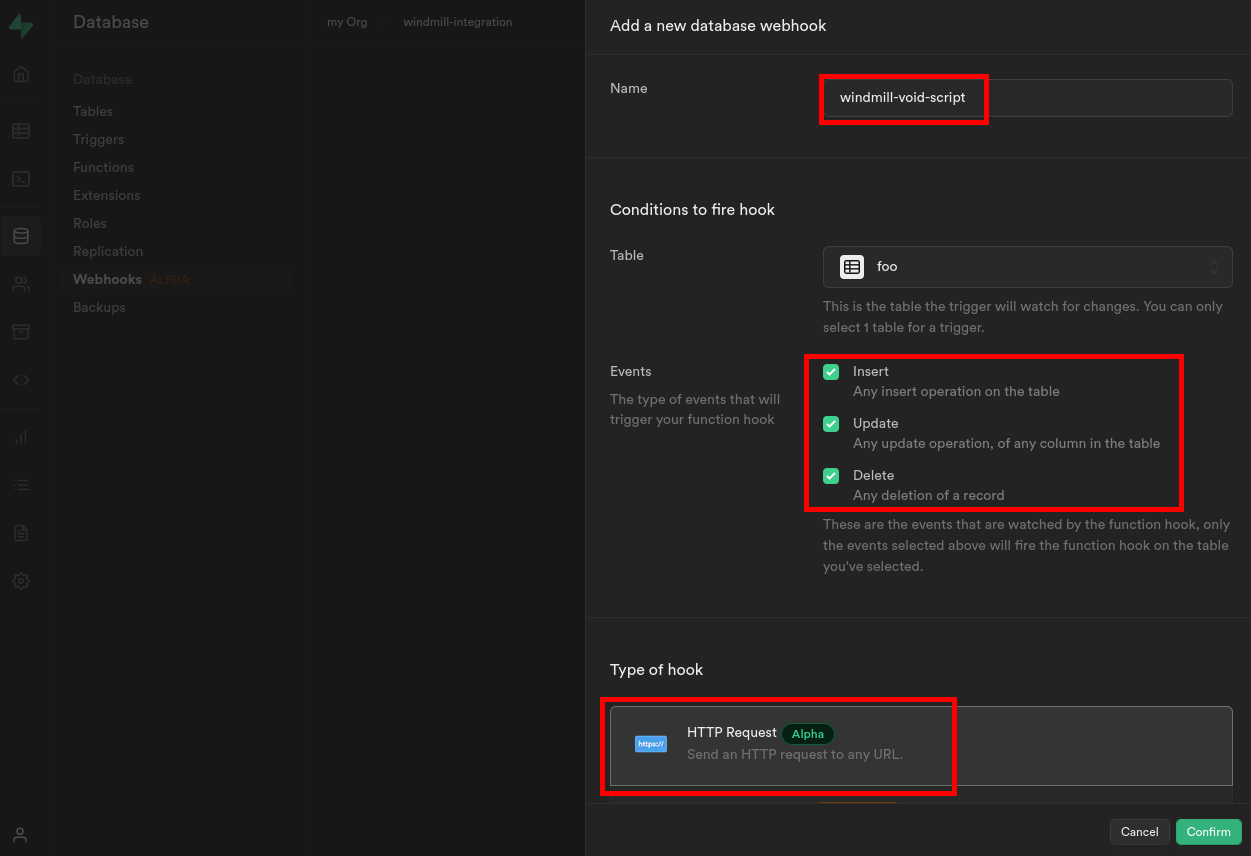 Database
my Org / windmill-integration
Database
Tables
Triggers
Functions
Extensions
Roles
Replication
Webhooks ALPHA
Backups
Add a new database webhook
Name
windmill-void-script
Conditions to fire hook
Table
foo
This is the table the trigger will watch for changes. You can only
select 1 table for a trigger.
Events
The type of events that will
trigger your function hook
Insert
Any insert operation on the table
Update
Any update operation, of any column in the table
Delete
Any deletion of a record
These are the events that are watched by the function hook, only
the events selected above will fire the function hook on the table
you've selected.
Type of hook
https://
HTTP Request Alpha
Send an HTTP request to any URL.
Cancel
Confirm